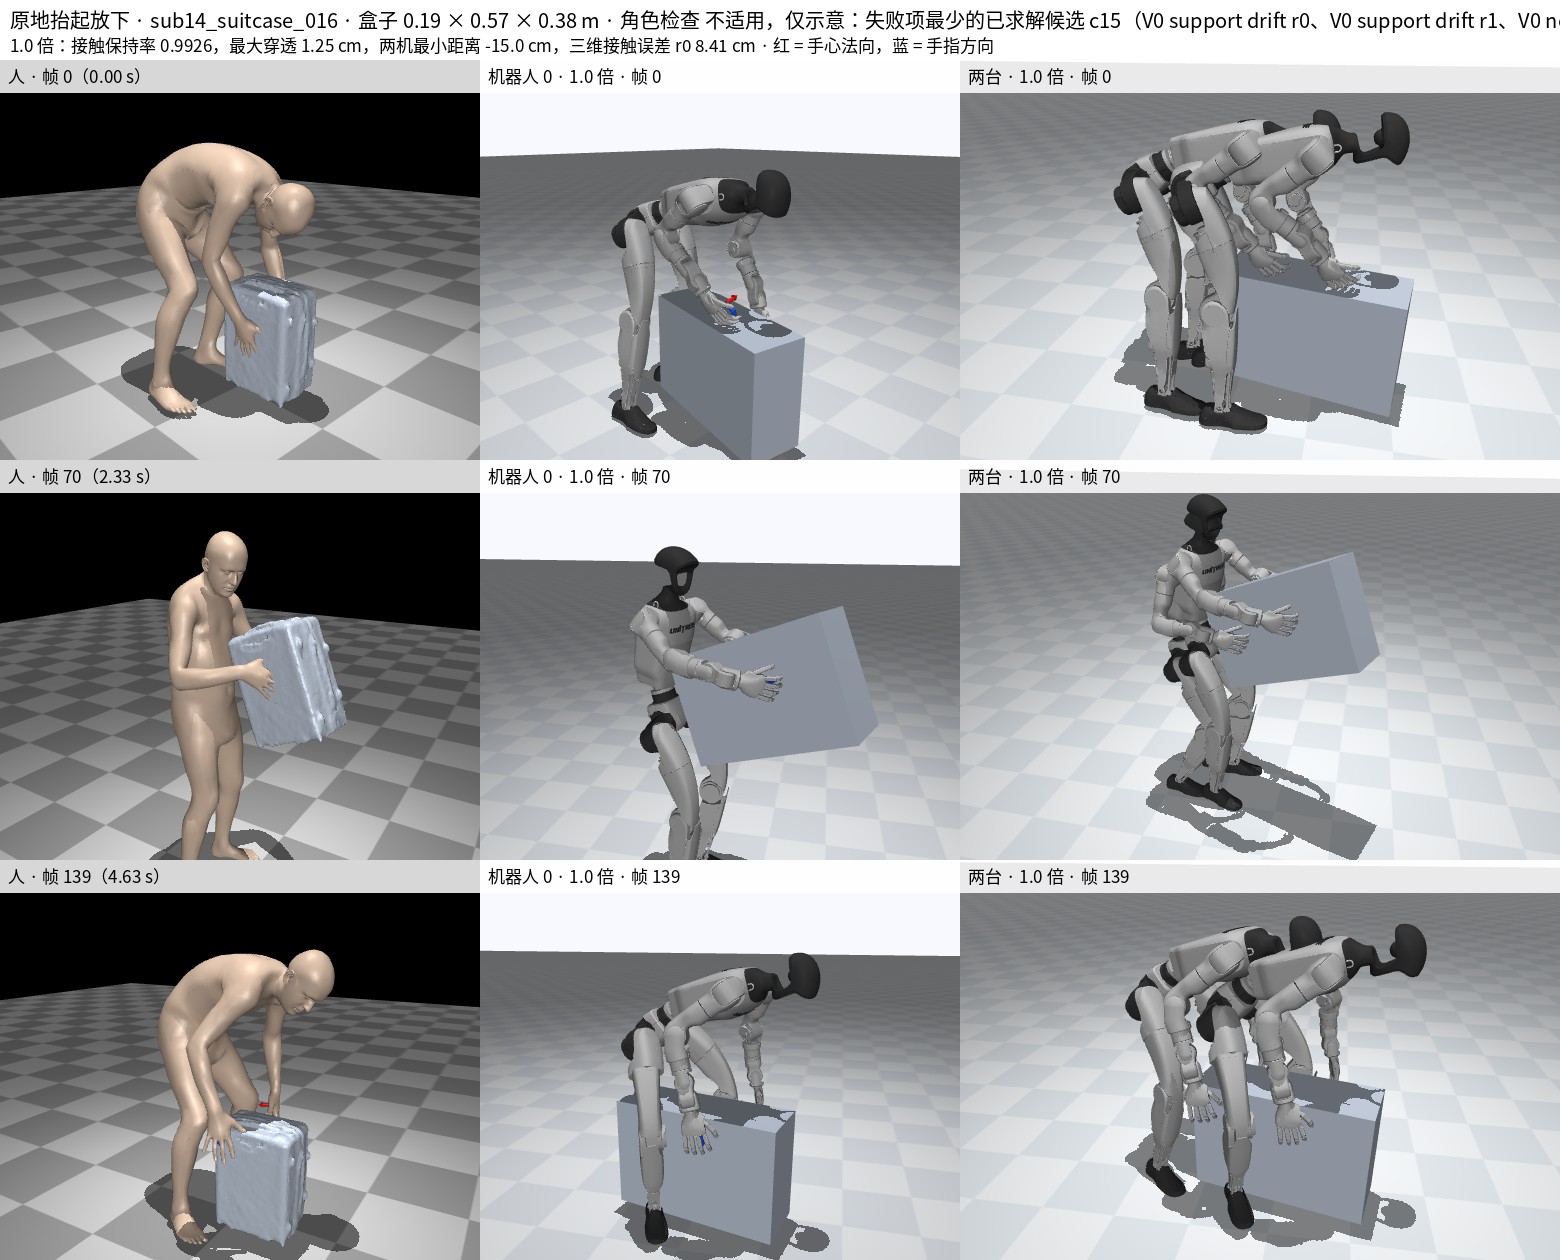 原地抬起放下 · sub14_suitcase_016 · 盒子 0.19 × 0.57 × 0.38 m · 角色检查 不适用，仅示意：失败项最少的已求解候选 c15（V0 support drift r0、V0 support drift r1、V0 n
1.0 倍：接触保持率 0.9926，最大穿透 1.25 cm，两机最小距离 -15.0 cm，三维接触误差 r0 8.41 cm · 红 = 手心法向，蓝 = 手指方向
人 · 帧 0（0.00 s）
机器人 0 · 1.0 倍 · 帧 0
两台 · 1.0 倍 · 帧 0
人 · 帧 70（2.33 s）
机器人 0 · 1.0 倍 · 帧 70
两台 · 1.0 倍 · 帧 70
人 · 帧 139（4.63 s）
机器人 0 · 1.0 倍 · 帧 139
两台 · 1.0 倍 · 帧 139